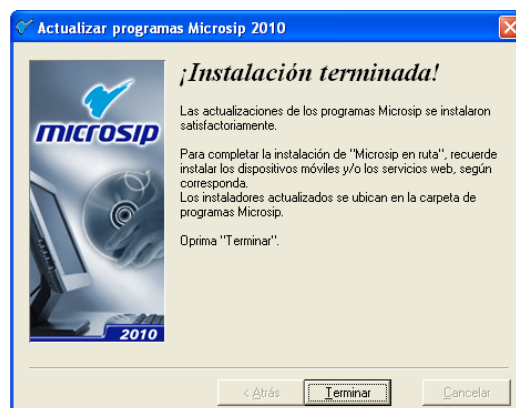 Actualizar programas Microsip 2010
¡Instalación terminada!
Las actualizaciones de los programas Microsip se instalaron
satisfactoriamente.
Para completar la instalación de "Microsip en ruta", recuerde
instalar los dispositivos móviles y/o los servicios web, según
corresponda.
Los instaladores actualizados se ubican en la carpeta de
programas Microsip.
Oprima "Terminar".
microsip
2010
< Atrás
Terminar
Cancelar